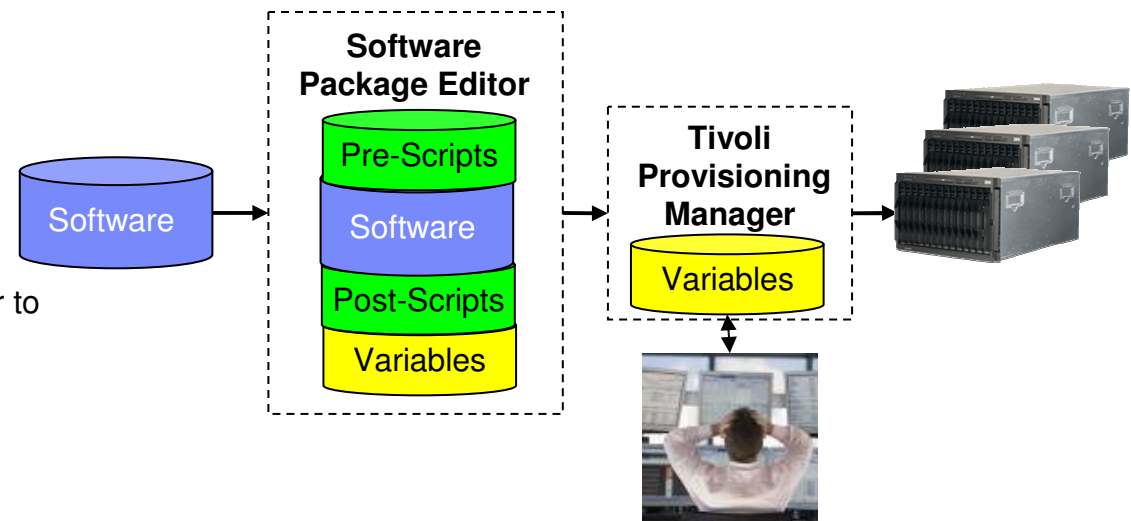 Software
Package Editor
Pre-Scripts
Software
Post-Scripts
Variables
Software
r to
Tivoli
Provisioning
Manager
Variables